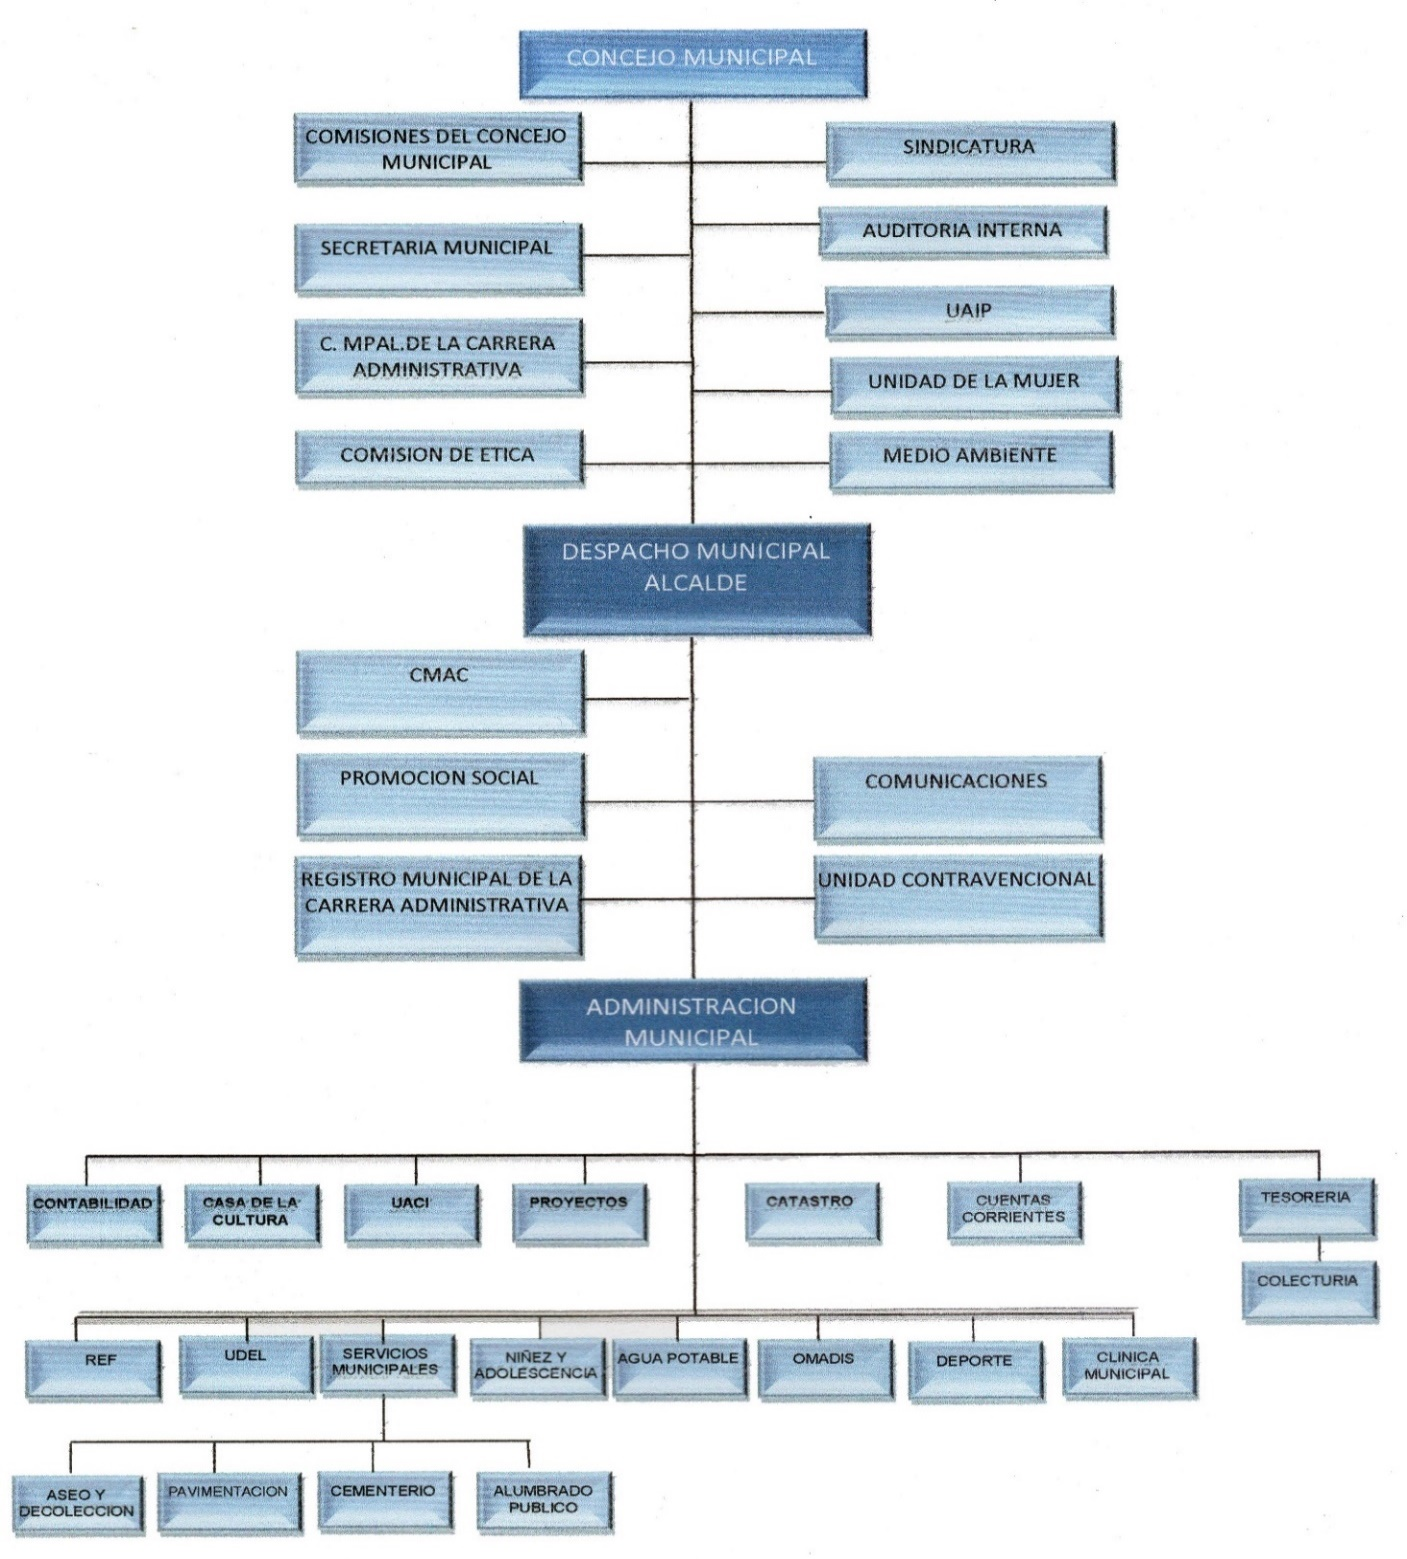 CONCEJO MUNICIPAL
COMISIONES DEL CONCEJO
MUNICIPAL
SINDICATURA
SECRETARIA MUNICIPAL
AUDITORIA INTERNA
UAIP
C. MPAL.DE LA CARRERA
ADMINISTRATIVA
UNIDAD DE LA MUJER
COMISION DE ETICA
MEDIO AMBIENTE
DESPACHO MUNICIPAL
ALCALDE
CMAC
PROMOCION SOCIAL
COMUNICACIONES
REGISTRO MUNICIPAL DE LA
CARRERA ADMINISTRATIVA
UNIDAD CONTRAVENCIONAL
ADMINISTRACION
MUNICIPAL
CONTABILIDAD
CASA DE LA
CULTURA
UACI
PROYECTOS
CATASTRO
CUENTAS
CORRIENTES
TESORERIA
COLECTURIA
REF
UDEL
SERVICIOS
MUNICIPALES
NIÑEZ Y
ADOLESCENCIA
AGUA POTABLE
OMADIS
DEPORTE
CLINICA
MUNICIPAL
ASEO Y
DECOLECCION
PAVIMENTACION
CEMENTERIO
ALUMBRADO
PUBLICO